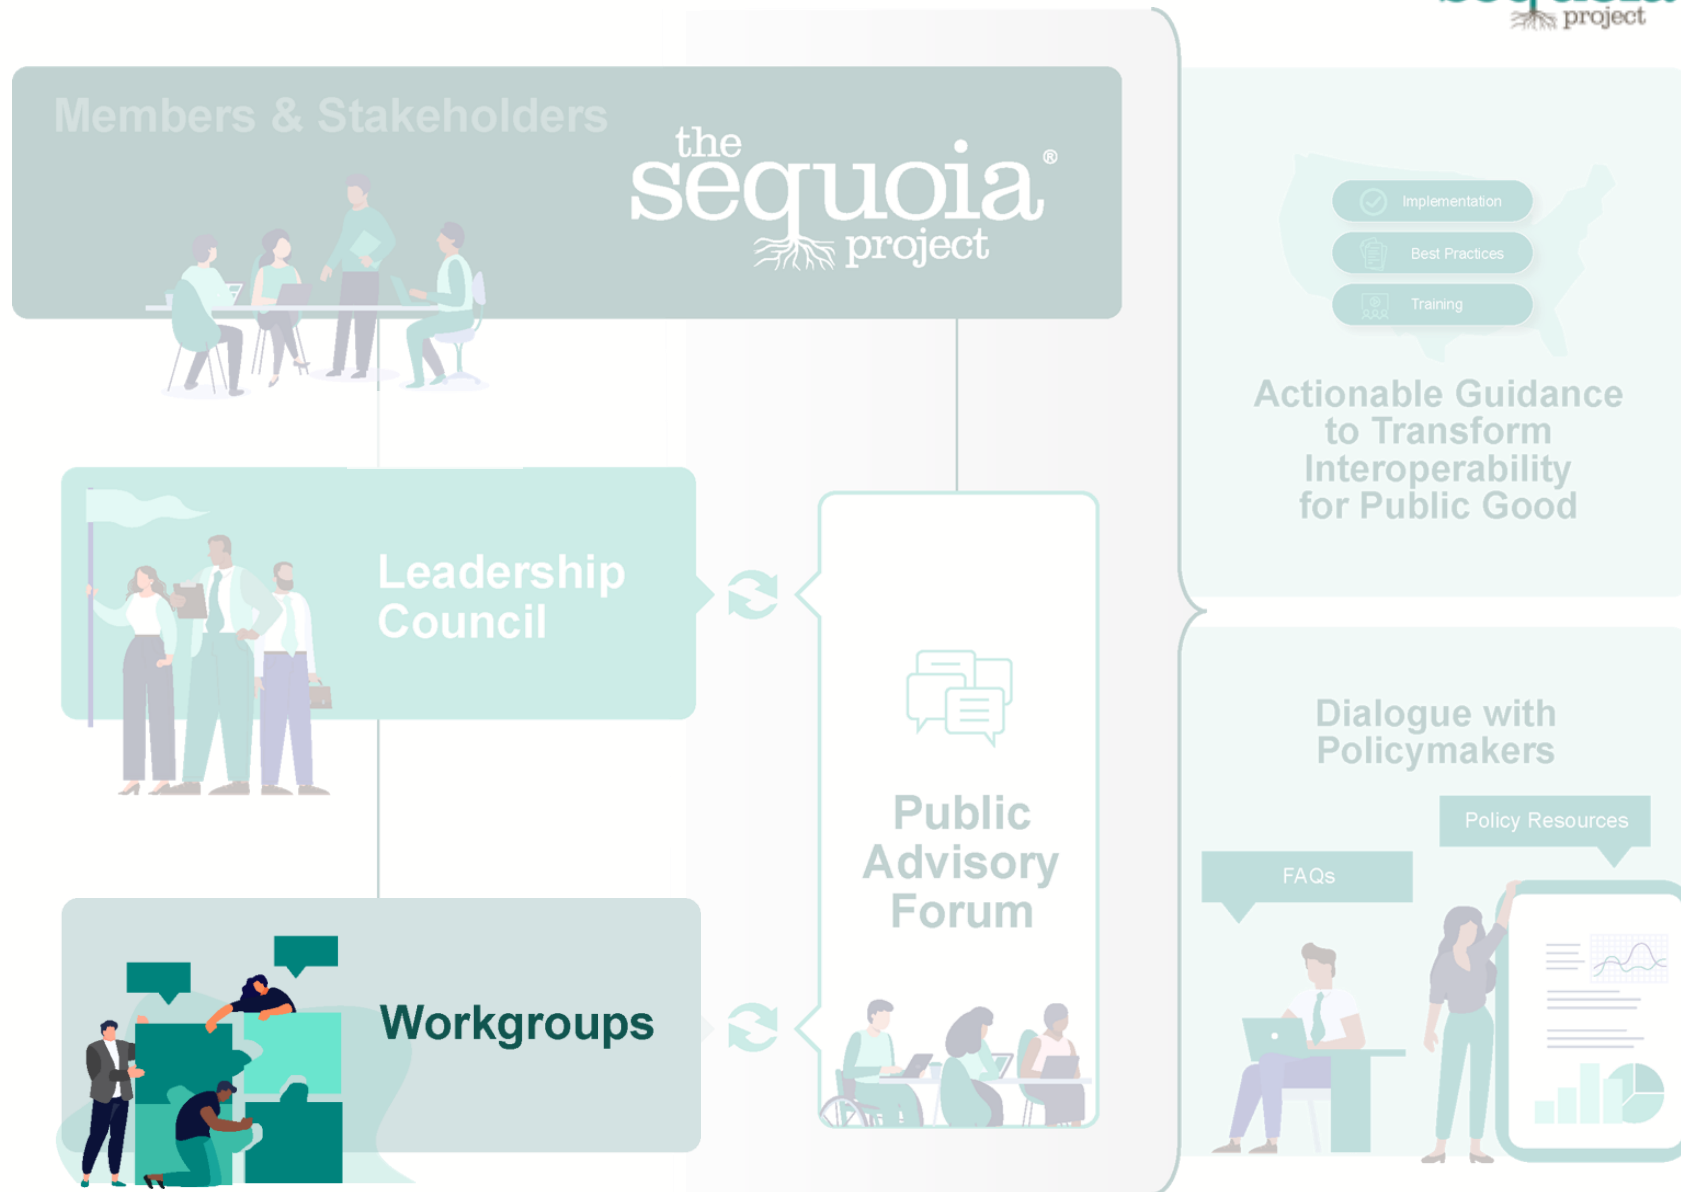 sequoia
project
Members & Stakeholders
the
sequoia®
project
Implementation
Best Practices
Training
Actionable Guidance
to Transform
Interoperability
for Public Good
Leadership
Council
Public
Advisory
Forum
Dialogue with
Policymakers
Policy Resources
FAQs
Workgroups